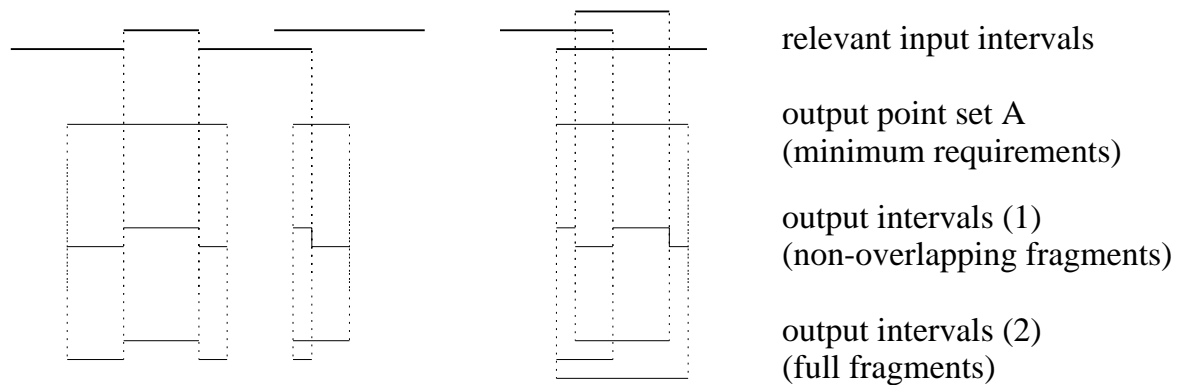 relevant input intervals
output point set A
(minimum requirements)
output intervals (1)
(non-overlapping fragments)
output intervals (2)
(full fragments)